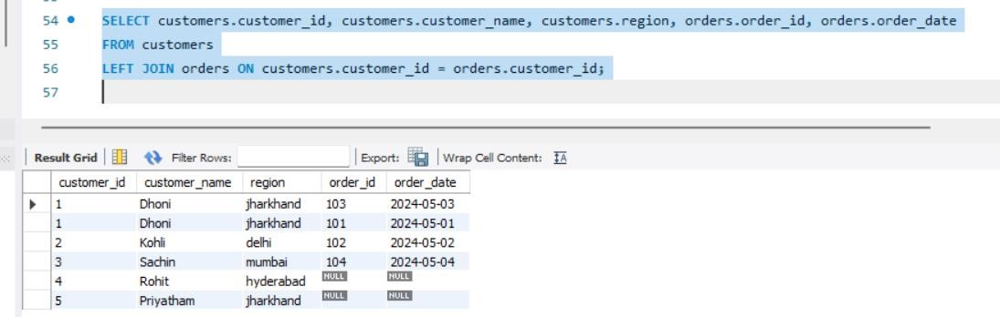 54 SELECT customers.customer_id, customers.customer_name, customers.region, orders.order_id, orders.order_date
55 FROM customers
56 LEFT JOIN orders ON customers.customer_id = orders.customer_id;
57
Result Grid Filter Rows: Export: Wrap Cell Content:
customer_id customer_name region order_id order_date
1 Dhoni jharkhand 103 2024-05-03
1 Dhoni jharkhand 101 2024-05-01
2 Kohli delhi 102 2024-05-02
3 Sachin mumbai 104 2024-05-04
4 Rohit hyderabad NULL NULL
5 Priyatham jharkhand NULL NULL